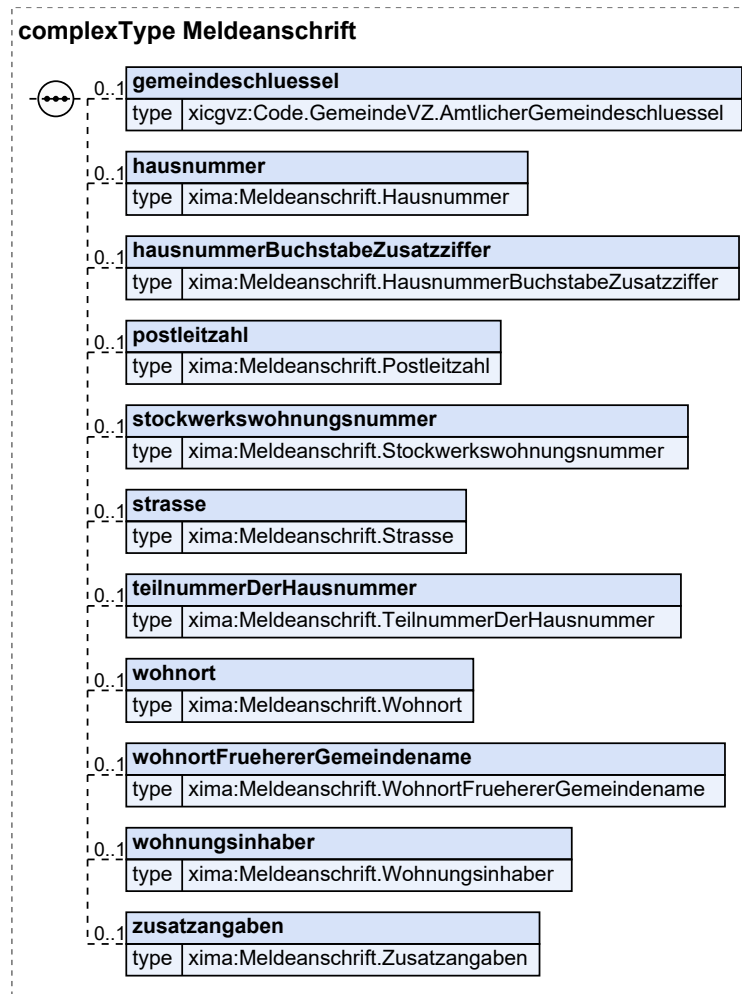 complexType Meldeanschrift
0..1 gemeindeschluessel
type xicgvz:Code.GemeindeVZ.AmtlicherGemeindeschluessel
0..1 hausnummer
type xima:Meldeanschrift.Hausnummer
0..1 hausnummerBuchstabeZusatzziffer
type xima:Meldeanschrift.HausnummerBuchstabeZusatzziffer
0..1 postleitzahl
type xima:Meldeanschrift.Postleitzahl
0..1 stockwerkswohnungsnummer
type xima:Meldeanschrift.Stockwerkswohnungsnummer
0..1 strasse
type xima:Meldeanschrift.Strasse
0..1 teilnummerDerHausnummer
type xima:Meldeanschrift.TeilnummerDerHausnummer
0..1 wohnort
type xima:Meldeanschrift.Wohnort
0..1 wohnortFruehererGemeindename
type xima:Meldeanschrift.WohnortFruehererGemeindename
0..1 wohnungsinhaber
type xima:Meldeanschrift.Wohnungsinhaber
0..1 zusatzangaben
type xima:Meldeanschrift.Zusatzangaben